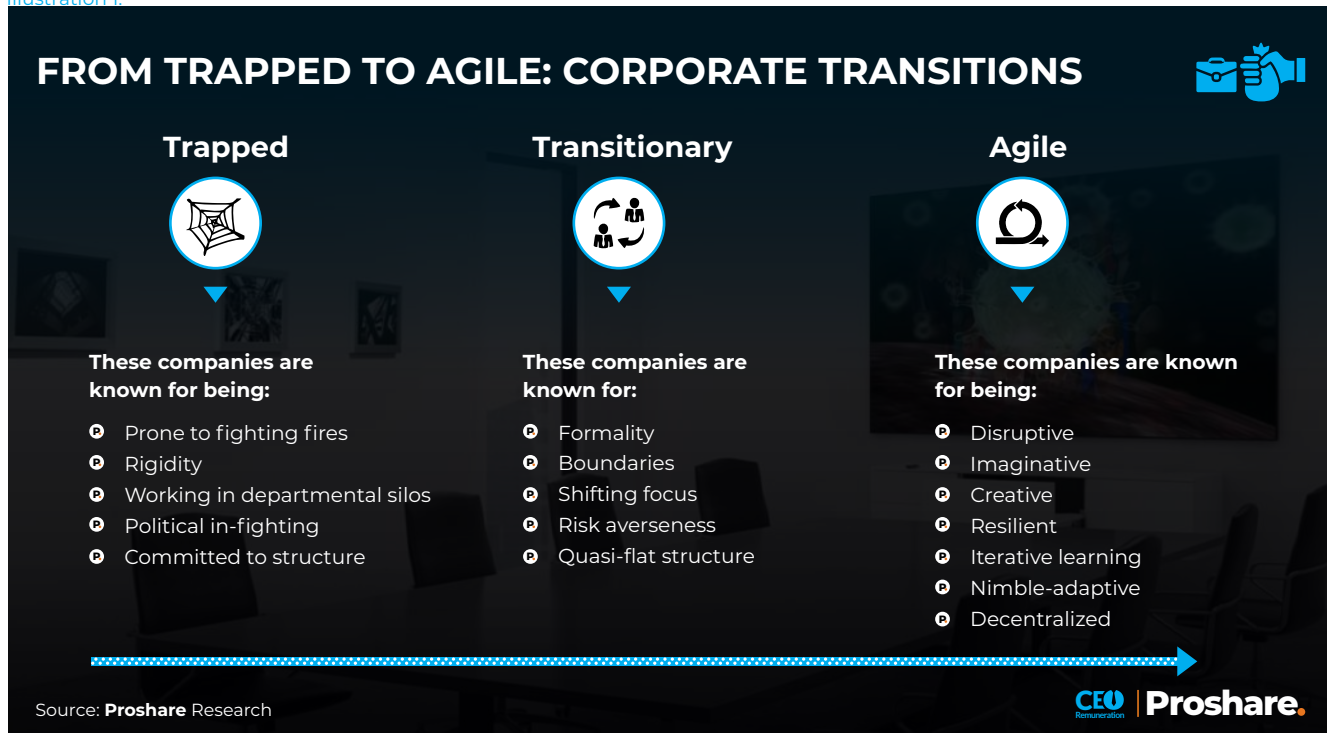 Illustration 1:
FROM TRAPPED TO AGILE: CORPORATE TRANSITIONS
Trapped
These companies are
known for being:
Prone to fighting fires
Rigidity
Working in departmental silos
Political in-fighting
Committed to structure
Transitionary
These companies are
known for:
Formality
Boundaries
Shifting focus
Risk averseness
Quasi-flat structure
Agile
These companies are known
for being:
Disruptive
Imaginative
Creative
Resilient
Iterative learning
Nimble-adaptive
Decentralized
Source: Proshare Research
CEO
Remuneration
Proshare.